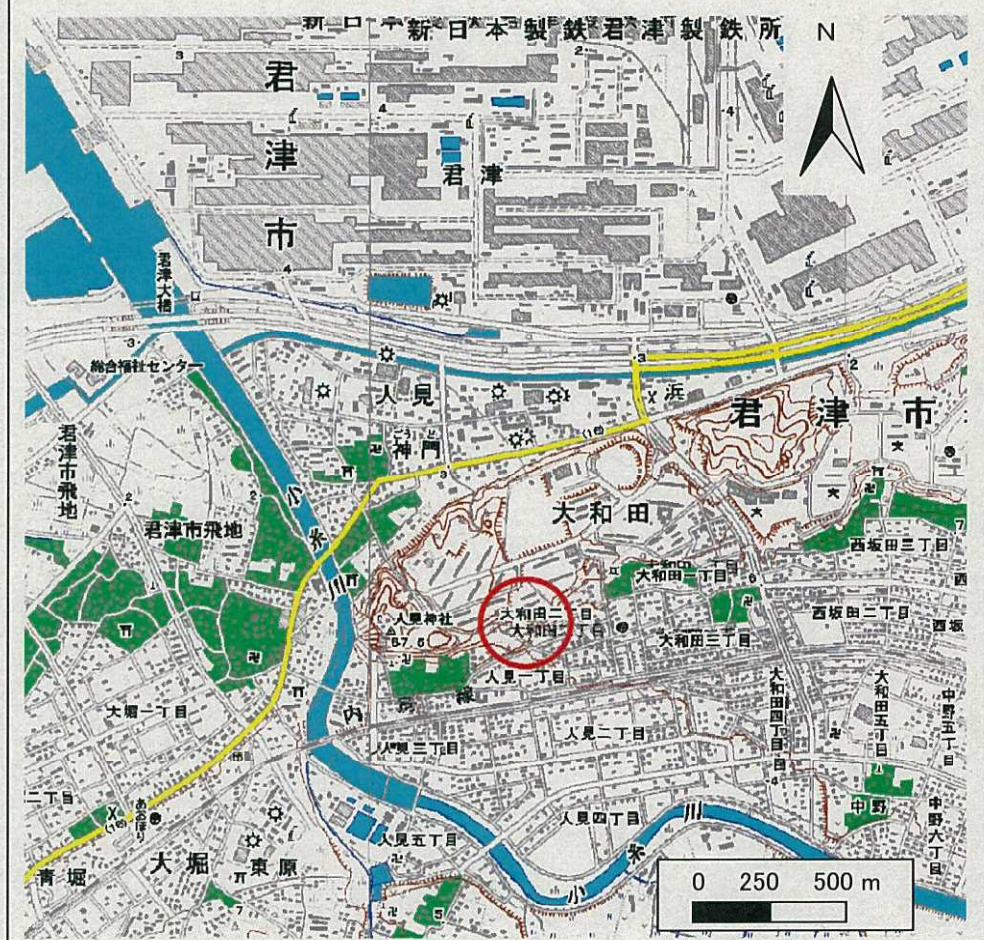 新日本製鉄君津製鉄所
N
君津市
君津
君津大橋
総合福祉センター
人見
神門
浜
君津市
君津市飛地
君津市飛地
小糸川
大和田
人見神社
大和田二丁目
大和田三丁目
西坂田三丁目
西坂田二丁目
西坂
大和田二丁目
人見一丁目
内房線
大堀一丁目
人見三丁目
人見二丁目
大和田四丁目
大和田五丁目
中野五丁目
二丁目
あおほり
青堀
大堀
東原
人見五丁目
人見四丁目
小糸川
中野
中野六丁目
0 250 500 m